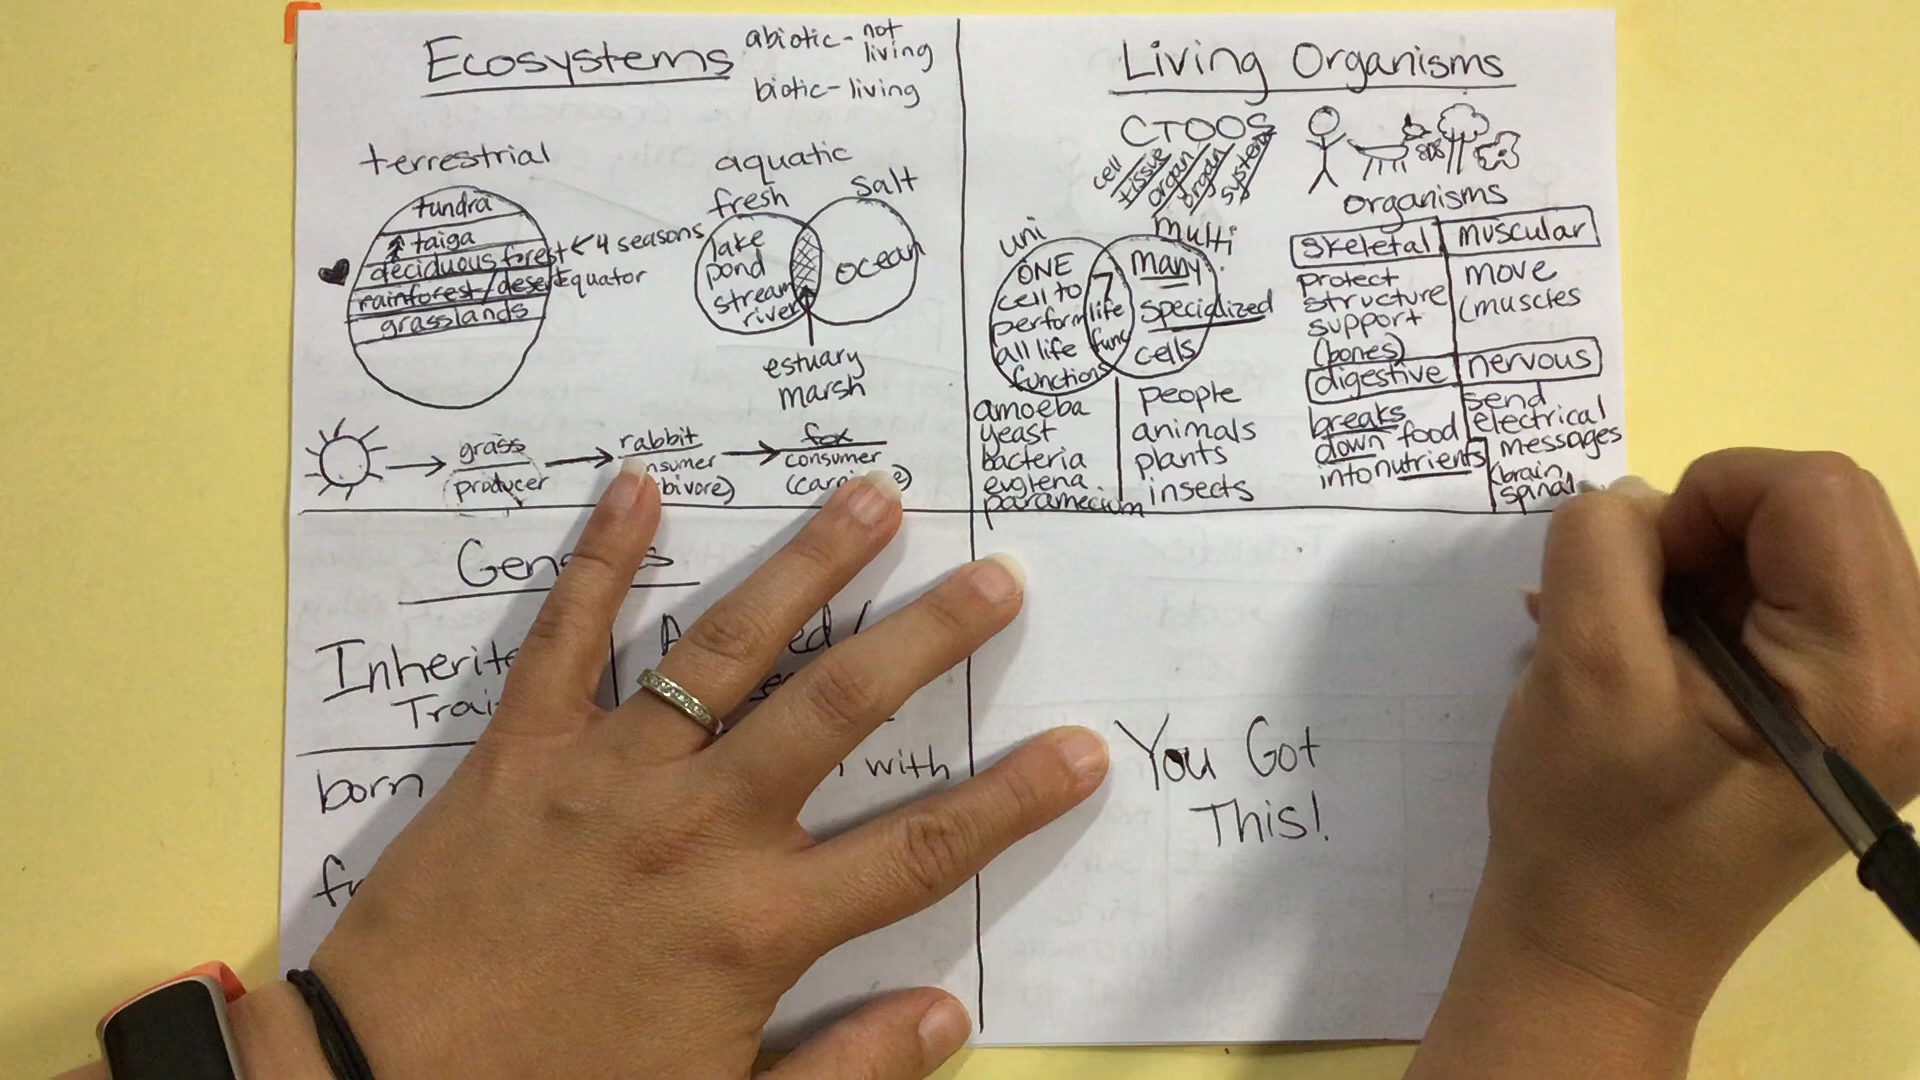 Ecosystems
abiotic - not
living
biotic - living
terrestrial
tundra
taiga
deciduous forest ← 4 seasons
rainforest/desert Equator
grasslands
aquatic
fresh
salt
lake
pond
stream
river
ocean
estuary
marsh
grass
producer
rabbit
fox
consumer
Living Organisms
CTOOS
cell
tissue
organ
organ
system
organisms
uni
ONE
cell to
perform
all life
functions
7
life
func
multi
many
specialized
cells
amoeba
yeast
bacteria
euglena
paramecium
people
animals
plants
insects
skeletal
protect
structure
support
(bones)
muscular
move
(muscles
digestive
breaks
down food
into nutrients
nervous
send
electrical
messages
(brain
spinal
born
with
You Got
This!